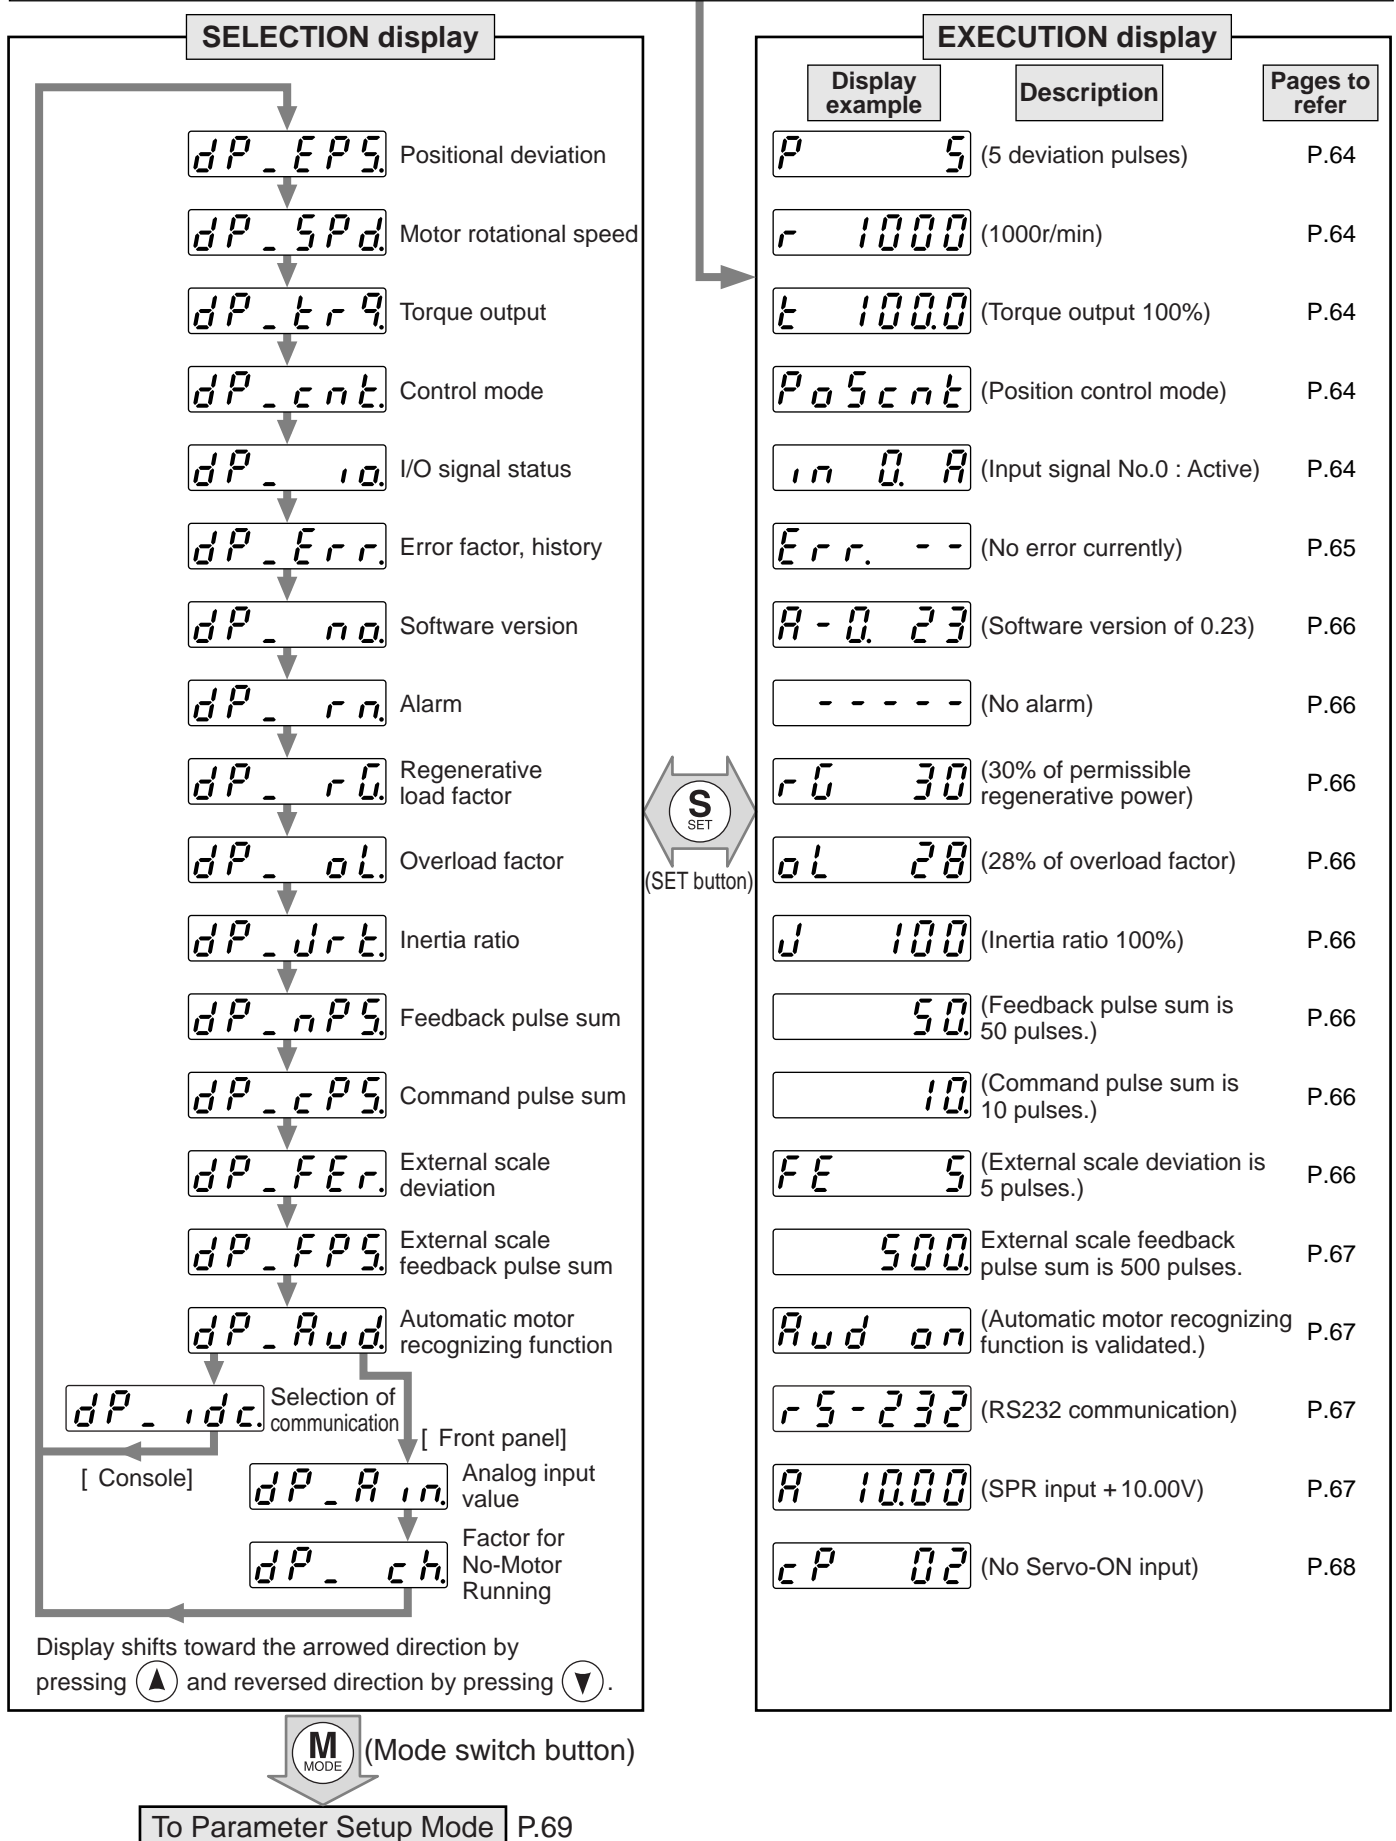 SELECTION display
dP_EPS. Positional deviation
dP_SPd. Motor rotational speed
dP_trq. Torque output
dP_cnt. Control mode
dP_ io. I/O signal status
dP_Err. Error factor, history
dP_ no. Software version
dP_ rn. Alarm
dP_ rG. Regenerative
load factor
dP_ oL. Overload factor
dP_Jrt. Inertia ratio
dP_nPS. Feedback pulse sum
dP_cPS. Command pulse sum
dP_FEr. External scale
deviation
dP_FPS. External scale
feedback pulse sum
dP_Aud. Automatic motor
recognizing function
dP_ idc. Selection of
communication
[ Console]
[ Front panel]
dP_Ain. Analog input
value
dP_ ch. Factor for
No-Motor
Running
Display shifts toward the arrowed direction by
pressing ▲ and reversed direction by pressing ▼.
S
SET
(SET button)
EXECUTION display
Display
example
Description
Pages to
refer
P 5 (5 deviation pulses) P.64
r 1000 (1000r/min) P.64
t 100.0 (Torque output 100%) P.64
PoScnt (Position control mode) P.64
in 0. A (Input signal No.0 : Active) P.64
Err. -- (No error currently) P.65
A-0. 23 (Software version of 0.23) P.66
----- (No alarm) P.66
rG 30 (30% of permissible
regenerative power) P.66
oL 28 (28% of overload factor) P.66
J 100 (Inertia ratio 100%) P.66
50. (Feedback pulse sum is
50 pulses.) P.66
10. (Command pulse sum is
10 pulses.) P.66
FE 5 (External scale deviation is
5 pulses.) P.66
500. External scale feedback
pulse sum is 500 pulses. P.67
Aud on (Automatic motor recognizing
function is validated.) P.67
rS-232 (RS232 communication) P.67
A 10.00 (SPR input +10.00V) P.67
cP 02 (No Servo-ON input) P.68
M
MODE
(Mode switch button)
To Parameter Setup Mode P.69